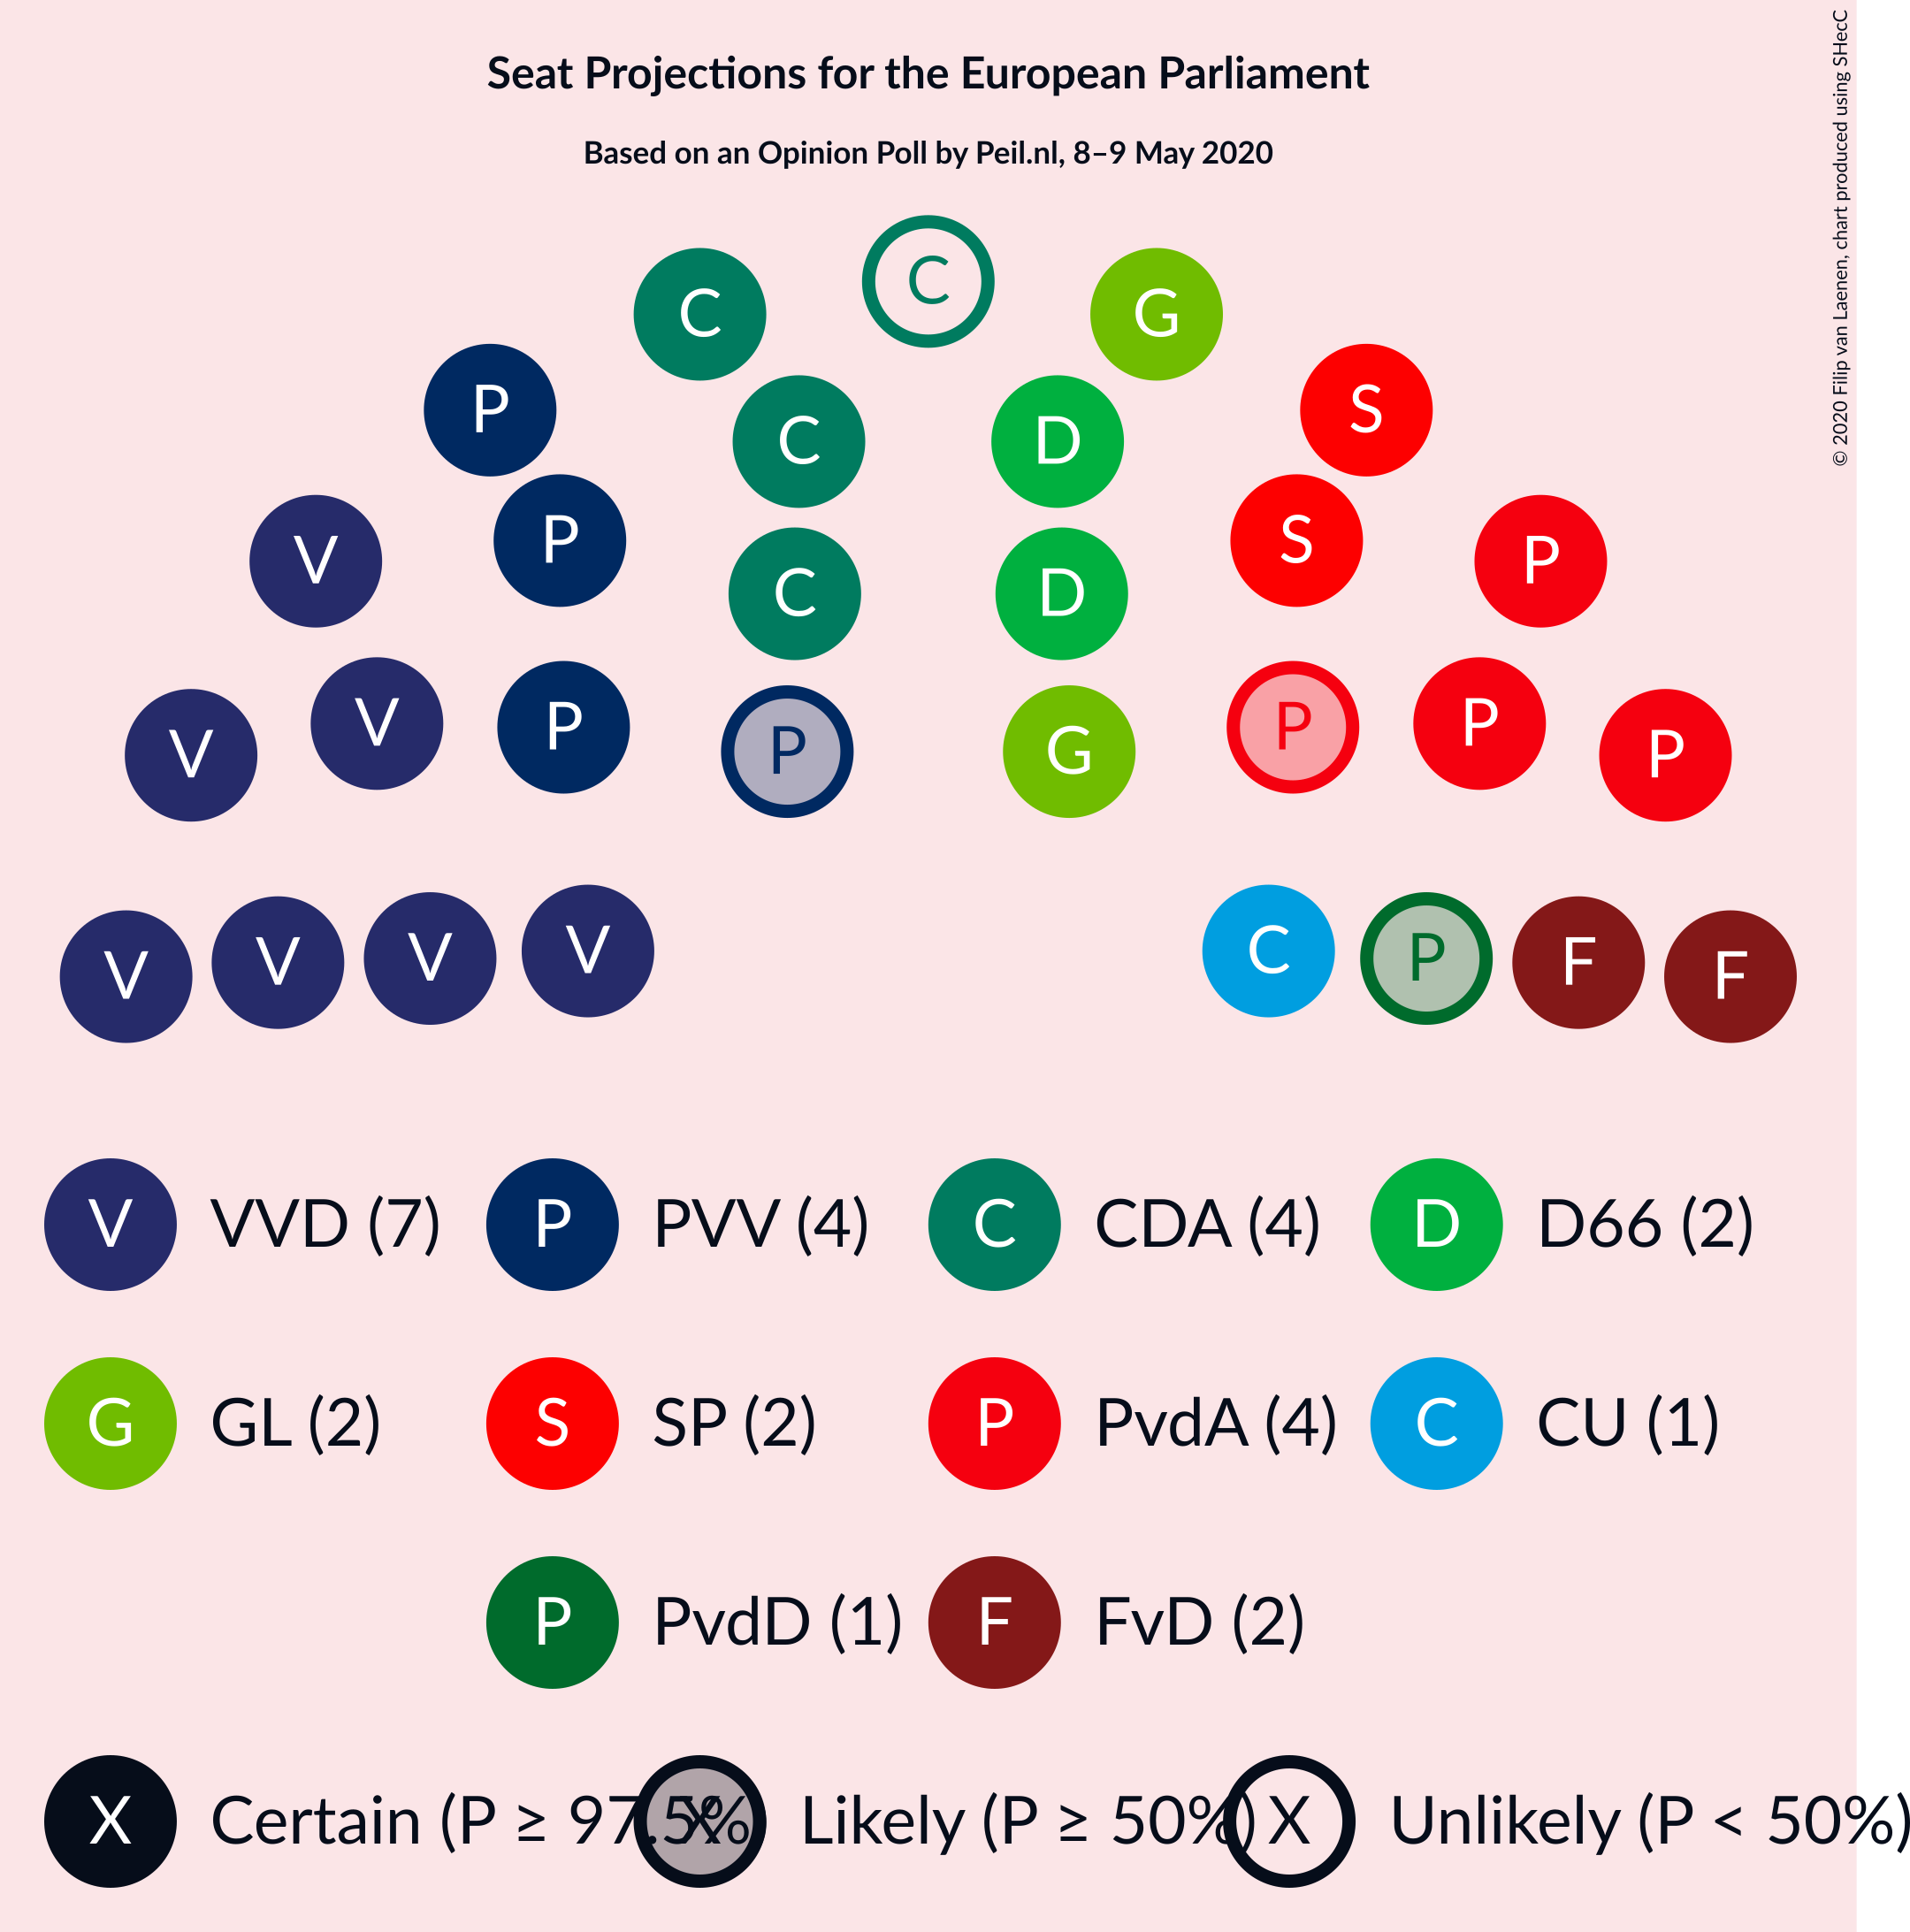 Seat Projections for the European Parliament
Based on an Opinion Poll by Peil.nl, 8–9 May 2020
© 2020 Filip van Laenen, chart produced using SHecC
C
C G
P S
C D
V P S P
C D
V V P P G P P P
V V V V C P F F
V VVD (7) P PVV (4) C CDA (4) D D66 (2)
G GL (2) S SP (2) P PvdA (4) C CU (1)
P PvdD (1) F FvD (2)
X Certain (P ≥ 97.5% X Likely (P ≥ 50%) X Unlikely (P < 50%)